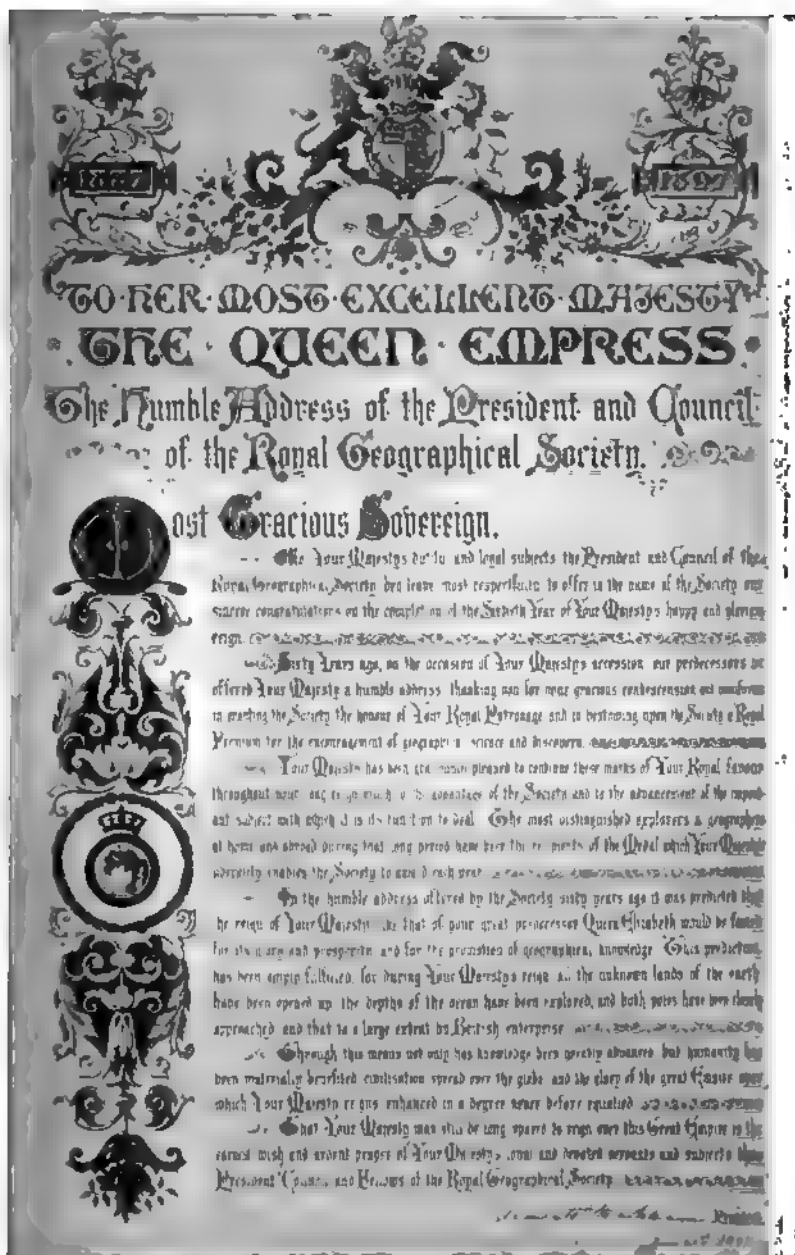 1837 1897
TO·HER·MOST·EXCELLENT·MAJESTY
THE·QUEEN·EMPRESS
The Humble Address of the President and Council
of the Royal Geographical Society.
Most Gracious Sovereign.
We Your Majesty's dutiful and loyal subjects the President and Council of the
Royal Geographical Society beg leave most respectfully to offer in the name of the Society our
sincere congratulations on the completion of the Sixtieth Year of Your Majesty's happy and glorious
reign.
Sixty Years ago, on the occasion of Your Majesty's accession our predecessors in
offered Your Majesty a humble address thanking you for your gracious condescension and
in granting the Society the honour of Your Royal Patronage and in bestowing upon the Society a Royal
Premium for the encouragement of geographical science and discovery.
Your Majesty has been graciously pleased to continue these marks of Your Royal favour
throughout your long reign much to the advantage of the Society and to the advancement of the import-
ant subject with which it is its function to deal. The most distinguished explorers & geographers
at home and abroad during that long period have been the recipients of the Medal which Your Majesty
enables the Society to award each year
In the humble address offered by the Society sixty years ago it was predicted that
the reign of Your Majesty like that of your great predecessor Queen Elizabeth would be famed
for its glory and prosperity and for the promotion of geographical knowledge. This prediction
has been amply fulfilled, for during Your Majesty's reign all the unknown lands of the earth
have been opened up, the depths of the ocean have been explored, and both poles have been closely
approached and that to a large extent by British enterprise
Through this means not only has knowledge been greatly advanced but humanity has
been materially benefited civilisation spread over the globe and the glory of the great Empire over
which Your Majesty reigns enhanced in a degree never before equalled
That Your Majesty may still be long spared to reign over this Great Empire is the
earnest wish and ardent prayer of Your Majesty's loyal and devoted servants and subjects the
President Council and Fellows of the Royal Geographical Society
President